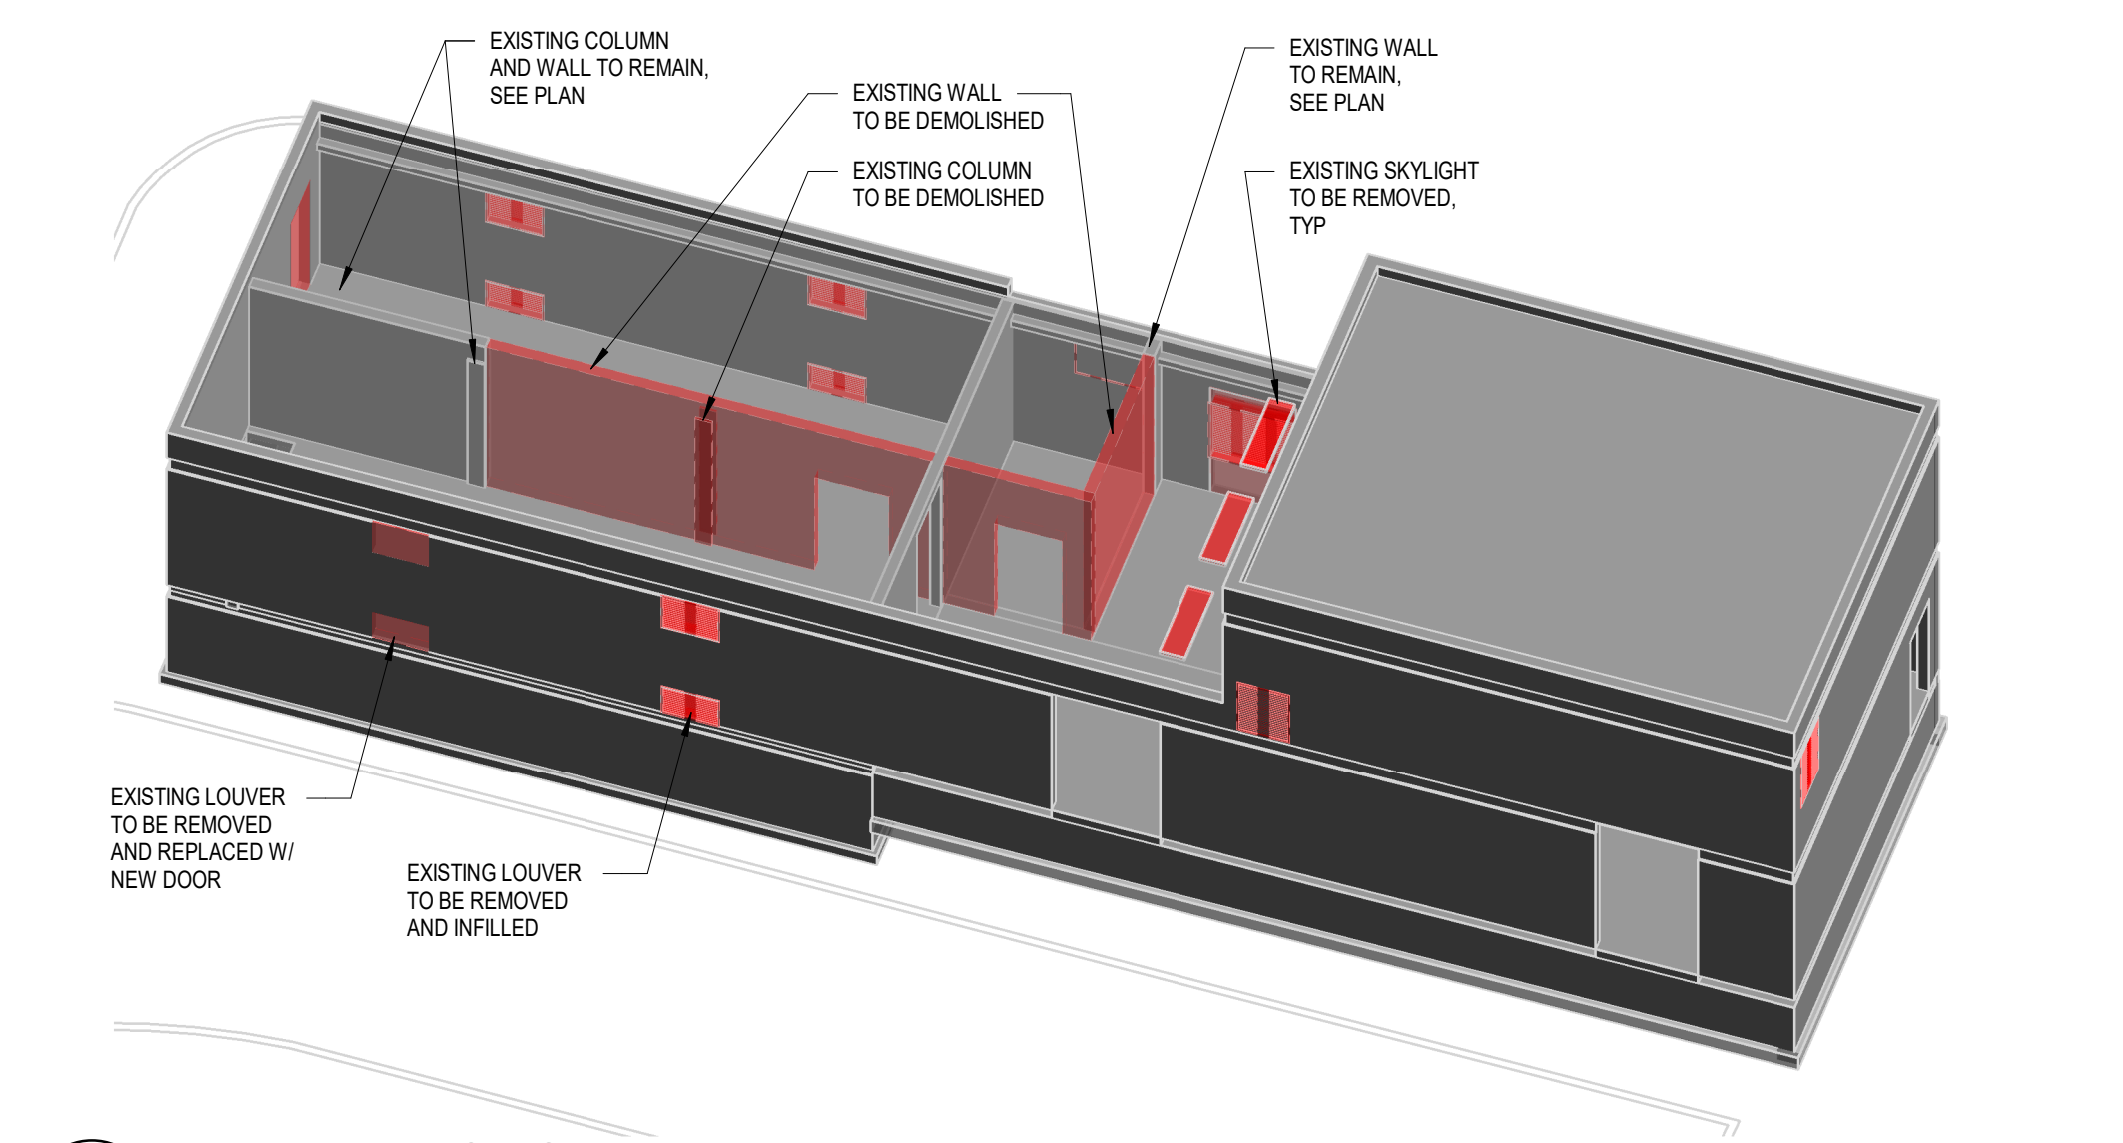 EXISTING COLUMN
AND WALL TO REMAIN,
SEE PLAN
EXISTING WALL
TO BE DEMOLISHED
EXISTING COLUMN
TO BE DEMOLISHED
EXISTING WALL
TO REMAIN,
SEE PLAN
EXISTING SKYLIGHT
TO BE REMOVED,
TYP
EXISTING LOUVER
TO BE REMOVED
AND REPLACED W/
NEW DOOR
EXISTING LOUVER
TO BE REMOVED
AND INFILLED